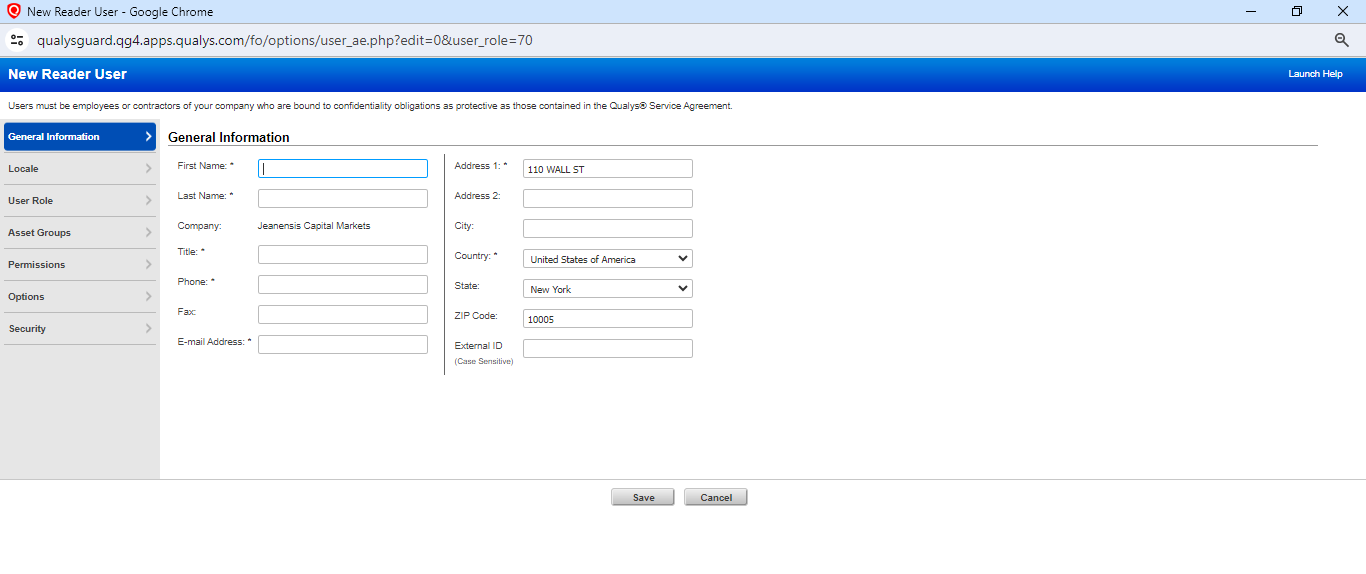 New Reader User - Google Chrome
qualysguard.qg4.apps.qualys.com/fo/options/user_ae.php?edit=0&user_role=70
New Reader User
Launch Help
Users must be employees or contractors of your company who are bound to confidentiality obligations as protective as those contained in the Qualys® Service Agreement.
General Information
Locale
User Role
Asset Groups
Permissions
Options
Security
General Information
First Name: *
Last Name: *
Company: Jeanensis Capital Markets
Title: *
Phone: *
Fax:
E-mail Address: *
Address 1: * 110 WALL ST
Address 2:
City:
Country: * United States of America
State: New York
ZIP Code: 10005
External ID
(Case Sensitive)
Save Cancel